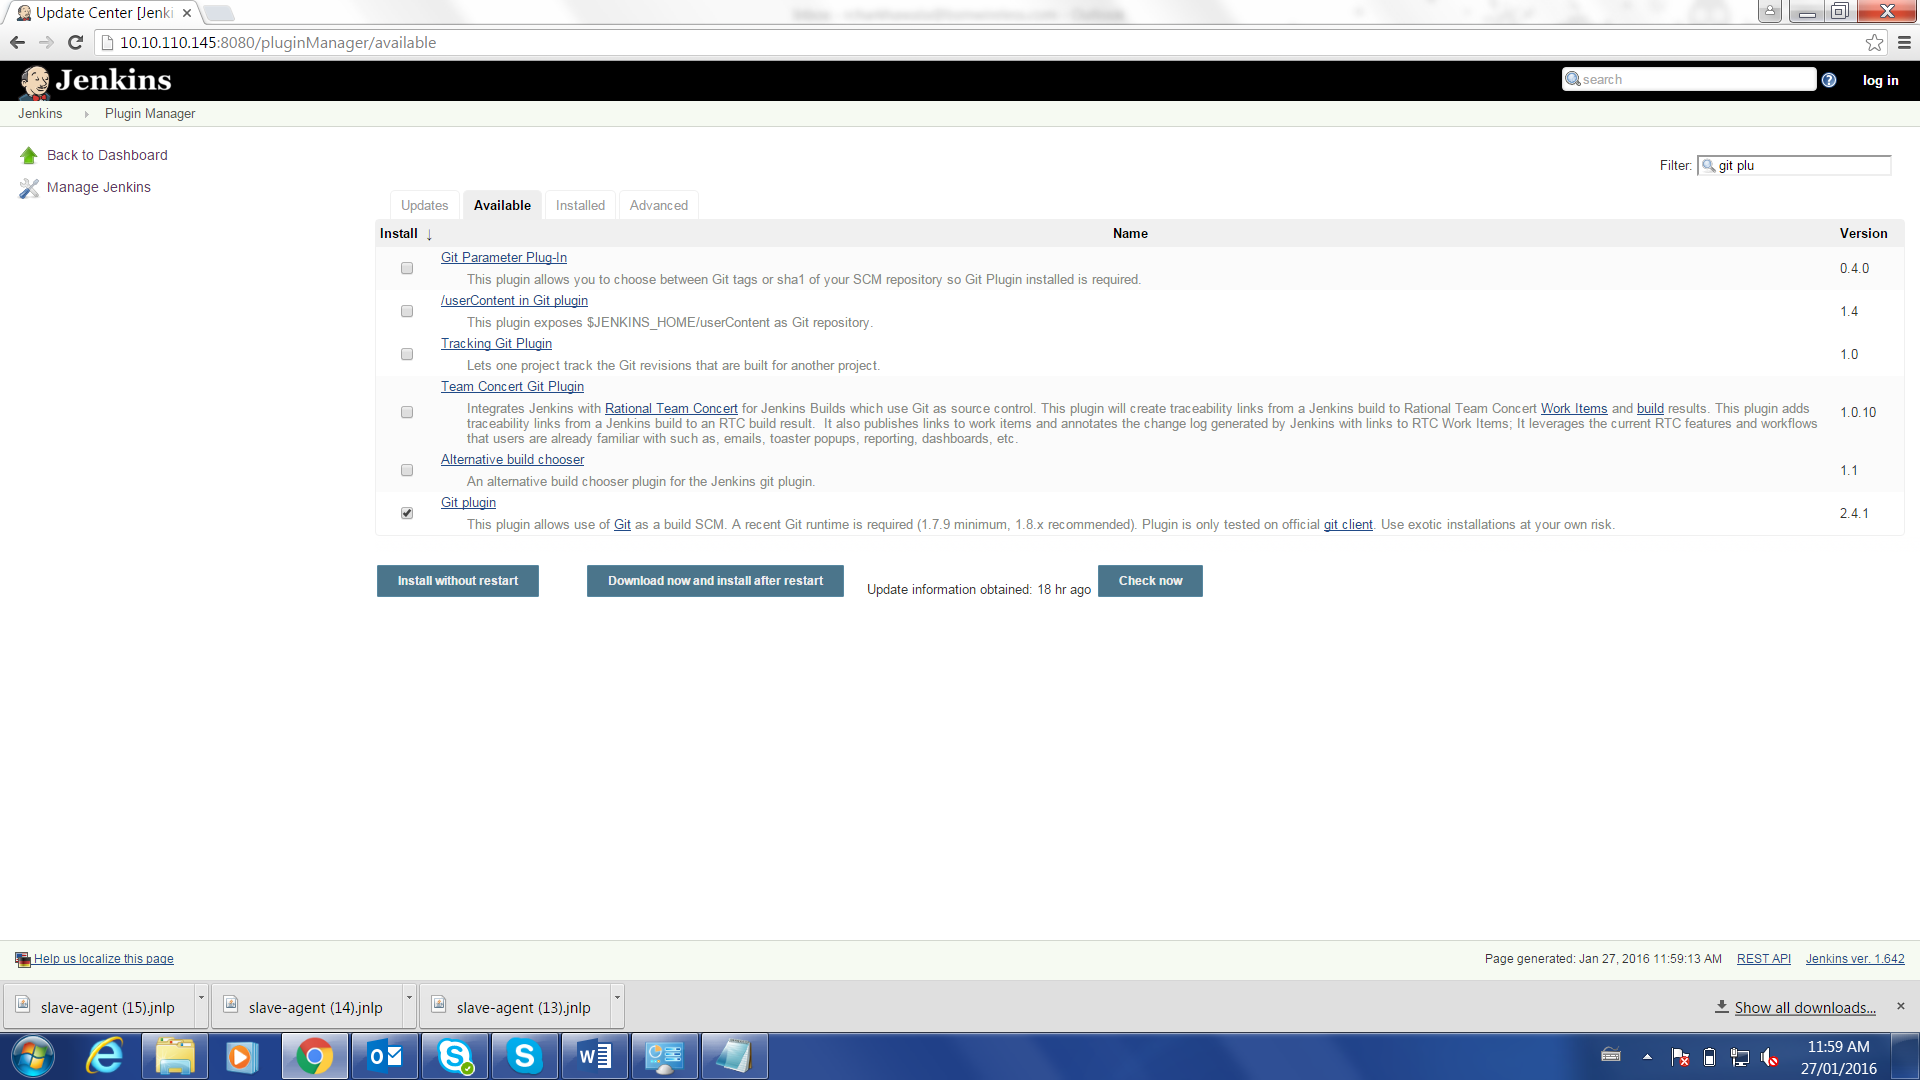 Update Center [Jenki
10.10.110.145:8080/pluginManager/available
Jenkins
search
log in
Jenkins
Plugin Manager
Back to Dashboard
Manage Jenkins
Filter:
git plu
Updates
Available
Installed
Advanced
Install ↓
Name
Version
Git Parameter Plug-In
This plugin allows you to choose between Git tags or sha1 of your SCM repository so Git Plugin installed is required.
0.4.0
/userContent in Git plugin
This plugin exposes $JENKINS_HOME/userContent as Git repository.
1.4
Tracking Git Plugin
Lets one project track the Git revisions that are built for another project.
1.0
Team Concert Git Plugin
Integrates Jenkins with Rational Team Concert for Jenkins Builds which use Git as source control. This plugin will create traceability links from a Jenkins build to Rational Team Concert Work Items and build results. This plugin adds
traceability links from a Jenkins build to an RTC build result. It also publishes links to work items and annotates the change log generated by Jenkins with links to RTC Work Items; It leverages the current RTC features and workflows
that users are already familiar with such as, emails, toaster popups, reporting, dashboards, etc.
1.0.10
Alternative build chooser
An alternative build chooser plugin for the Jenkins git plugin.
1.1
Git plugin
This plugin allows use of Git as a build SCM. A recent Git runtime is required (1.7.9 minimum, 1.8.x recommended). Plugin is only tested on official git client. Use exotic installations at your own risk.
2.4.1
Install without restart
Download now and install after restart
Update information obtained: 18 hr ago
Check now
Help us localize this page
Page generated: Jan 27, 2016 11:59:13 AM
REST API
Jenkins ver. 1.642
slave-agent (15).jnlp
slave-agent (14).jnlp
slave-agent (13).jnlp
Show all downloads...
11:59 AM
27/01/2016